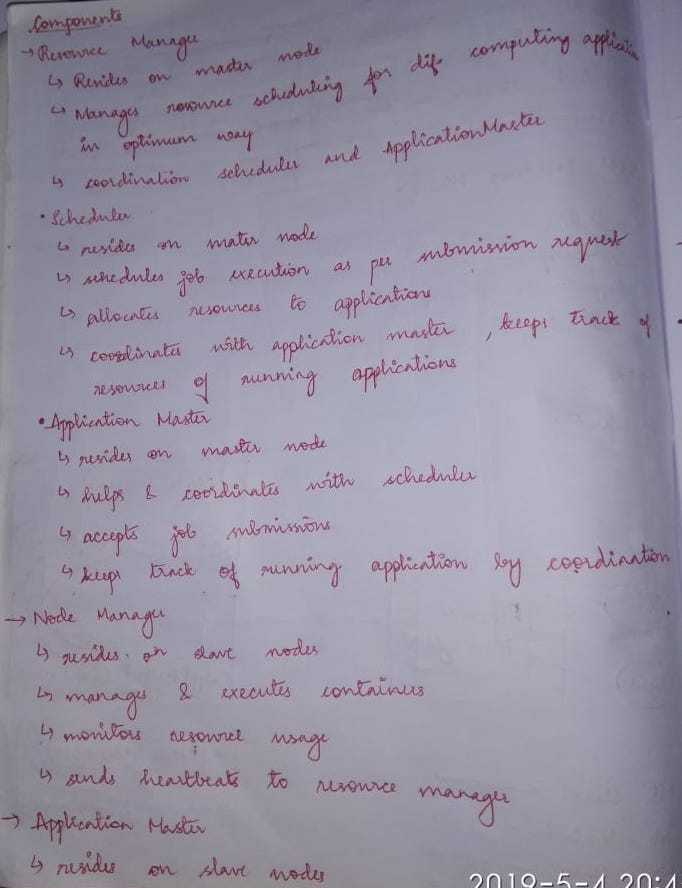 Components
→ Resource Manager
↳ Resides on master node
↳ Manages resource scheduling for dif. computing application
in optimum way
↳ coordination scheduler and ApplicationMaster
• Scheduler
↳ resides on mater node
↳ schedules job execution as per submission request
↳ allocates resources to applications
↳ coordinates with application master, keeps track of
resources of running applications
• Application Master
↳ resides on master node
↳ helps & coordinates with scheduler
↳ accepts job submissions
↳ keeps track of running application by coordination
→ Node Manager
↳ resides on slave nodes
↳ manages & executes containers
↳ monitors resource usage
↳ sends heartbeats to resource manager
→ Application Master
↳ resides on slave nodes
2019-5-4 20:4